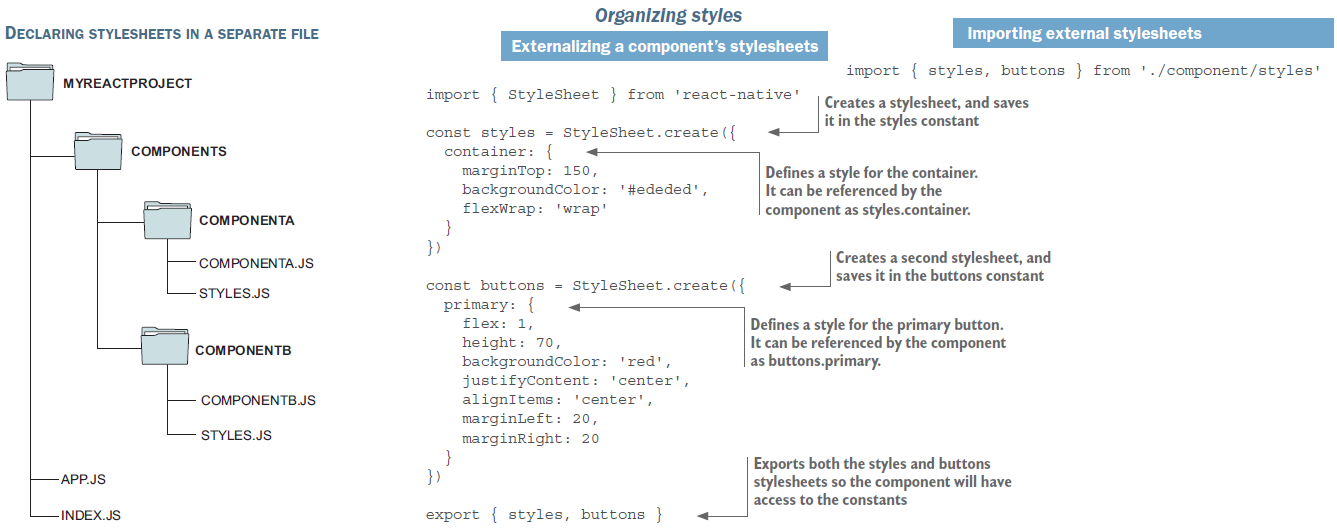 Organizing styles
DECLARING STYLESHEETS IN A SEPARATE FILE
MYREACTPROJECT
COMPONENTS
COMPONENTA
COMPONENTA.JS
STYLES.JS
COMPONENTB
COMPONENTB.JS
STYLES.JS
APP.JS
INDEX.JS
Externalizing a component's stylesheets
import { StyleSheet } from 'react-native'
const styles = StyleSheet.create({
container: {
marginTop: 150,
backgroundColor: '#ededed',
flexWrap: 'wrap'
}
})
const buttons = StyleSheet.create({
primary: {
flex: 1,
height: 70,
backgroundColor: 'red',
justifyContent: 'center',
alignItems: 'center',
marginLeft: 20,
marginRight: 20
}
})
export { styles, buttons }
Creates a stylesheet, and saves
it in the styles constant
Defines a style for the container.
It can be referenced by the
component as styles.container.
Creates a second stylesheet, and
saves it in the buttons constant
Defines a style for the primary button.
It can be referenced by the component
as buttons.primary.
Exports both the styles and buttons
stylesheets so the component will have
access to the constants
Importing external stylesheets
import { styles, buttons } from './component/styles'